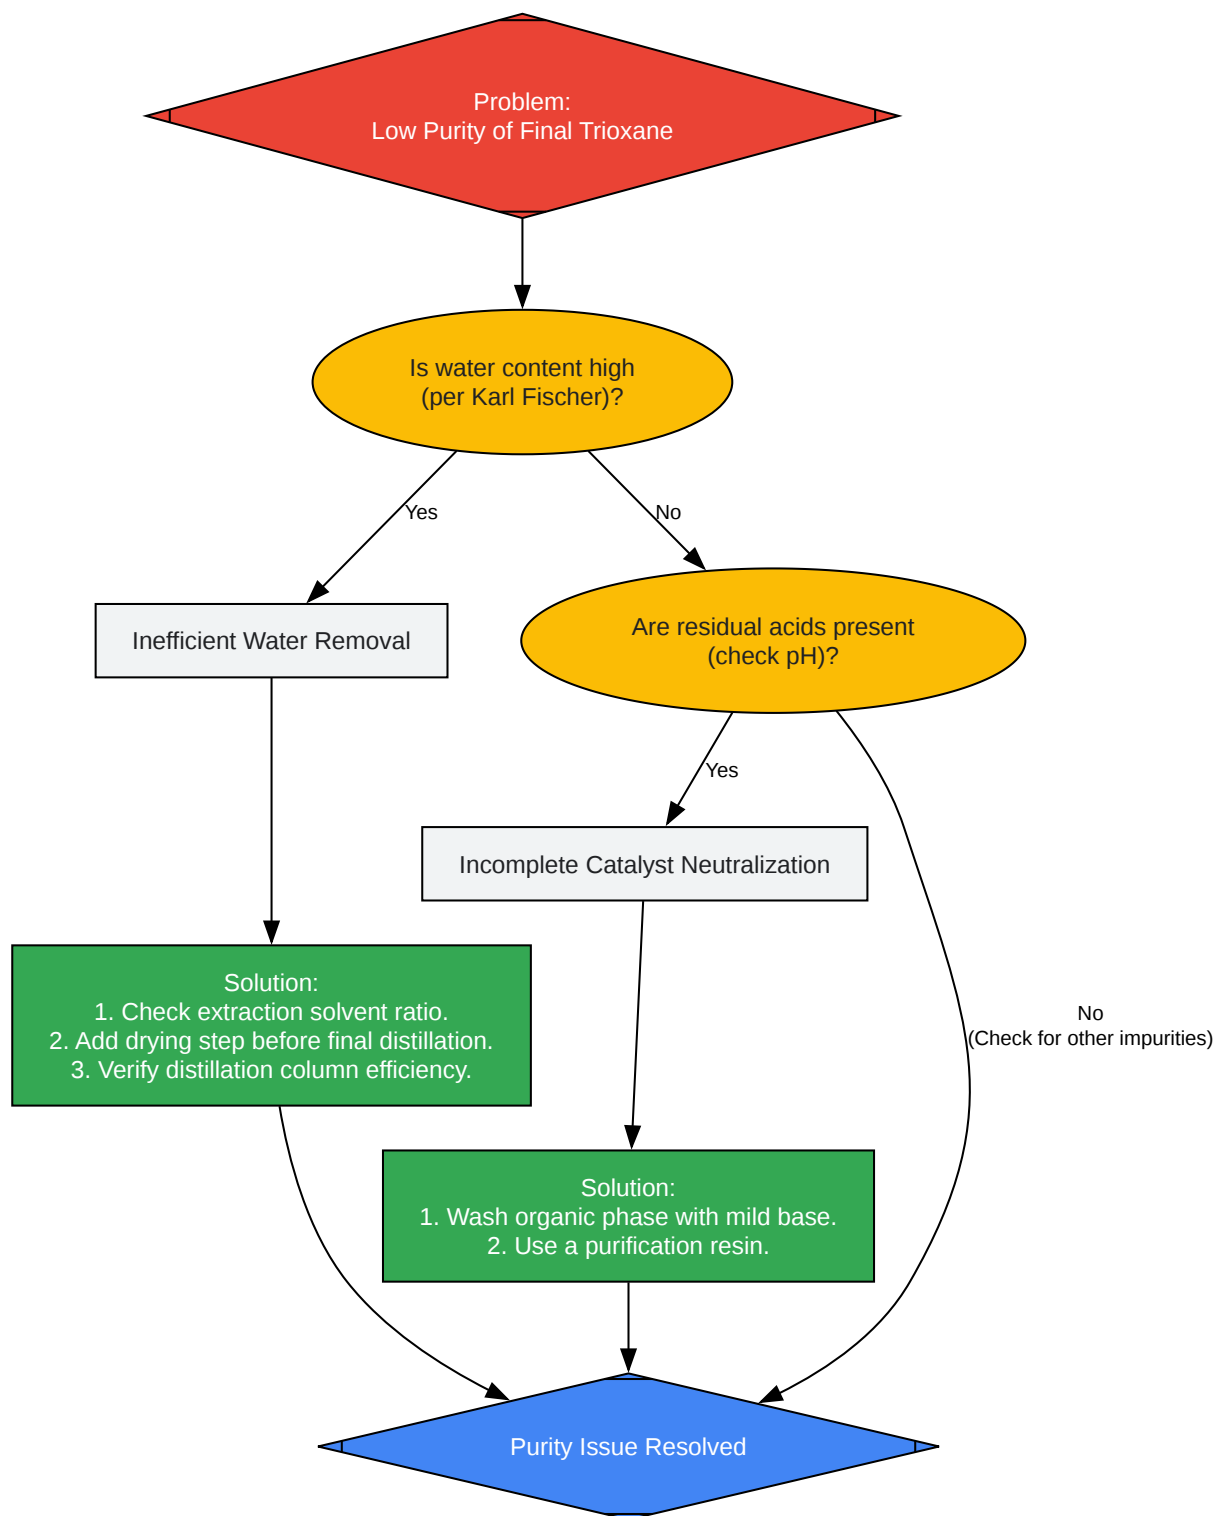 Problem:
Low Purity of Final Trioxane
Is water content high
(per Karl Fischer)?
Yes
No
Inefficient Water Removal
Are residual acids present
(check pH)?
Yes
Incomplete Catalyst Neutralization
Solution:
1. Check extraction solvent ratio.
2. Add drying step before final distillation.
3. Verify distillation column efficiency.
No
(Check for other impurities)
Solution:
1. Wash organic phase with mild base.
2. Use a purification resin.
Purity Issue Resolved